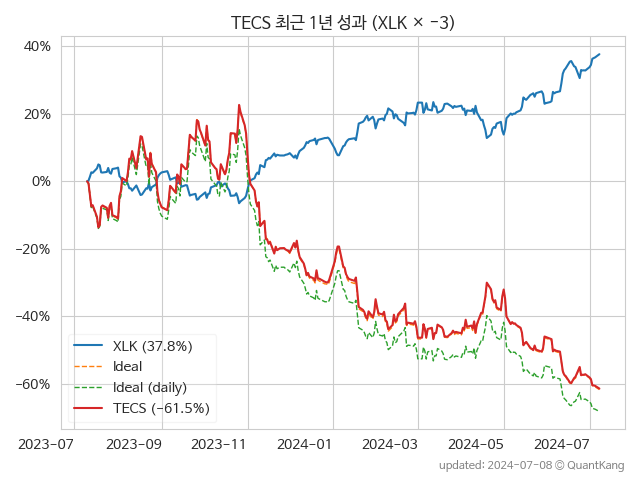 TECS 최근 1년 성과 (XLK × −3)
40%
20%
0%
−20%
−40%
−60%
XLK (37.8%)
Ideal
Ideal (daily)
TECS (−61.5%)
2023-07
2023-09
2023-11
2024-01
2024-03
2024-05
2024-07
updated: 2024-07-08 © QuantKang